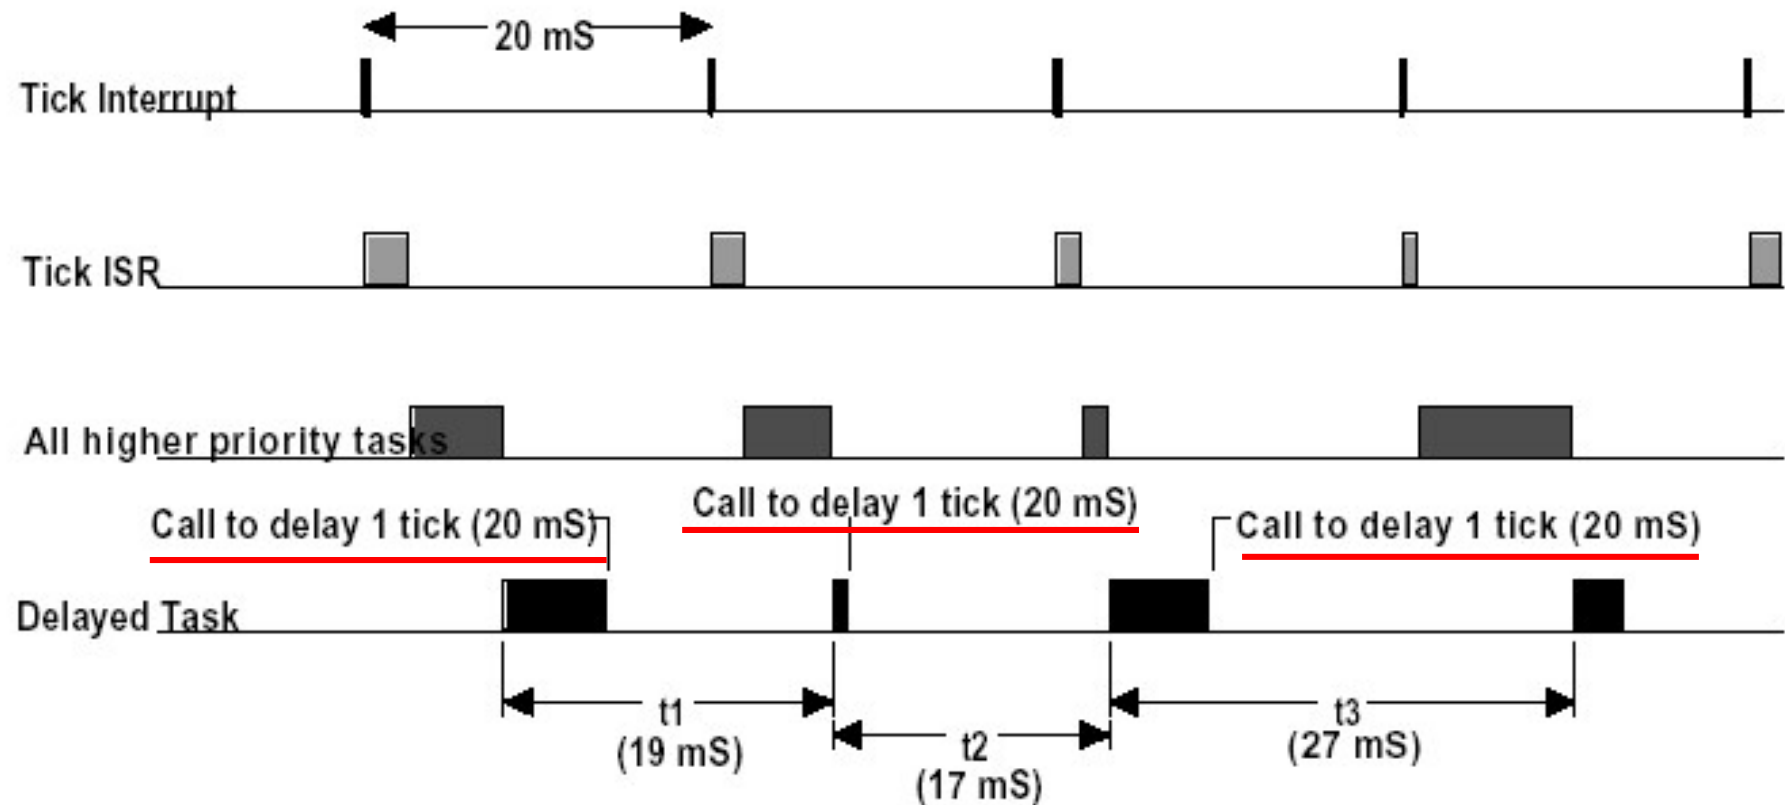 20 mS
Tick Interrupt
Tick ISR
All higher priority tasks
Call to delay 1 tick (20 mS)
Call to delay 1 tick (20 mS)
Call to delay 1 tick (20 mS)
Delayed Task
t1
(19 mS)
t2
(17 mS)
t3
(27 mS)